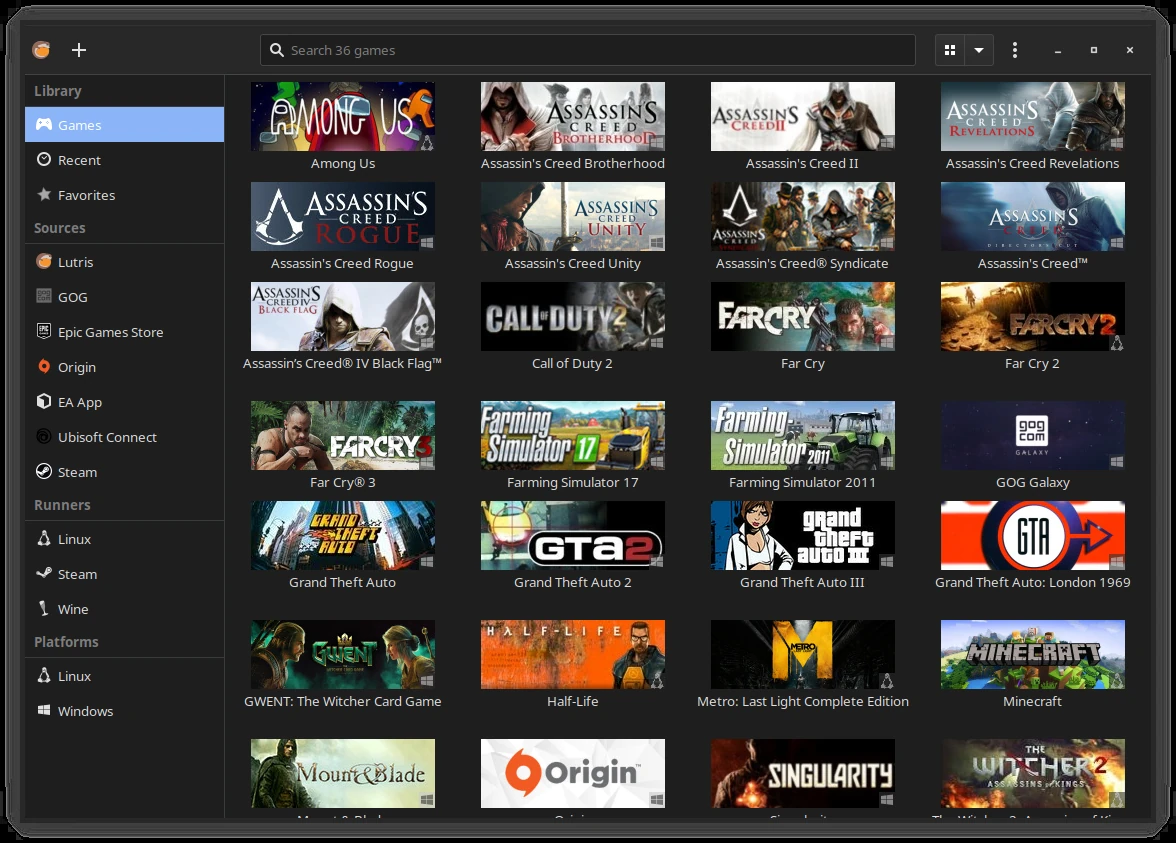 Search 36 games
Library
Games
Recent
Favorites
Sources
Lutris
GOG
Epic Games Store
Origin
EA App
Ubisoft Connect
Steam
Runners
Linux
Steam
Wine
Platforms
Linux
Windows
AMONG US
ASSASSIN'S
CREED
BROTHERHOOD
ASSASSIN'S
CREED II
ASSASSIN'S
CREED
REVELATIONS
Among Us
Assassin's Creed Brotherhood
Assassin's Creed II
Assassin's Creed Revelations
ASSASSIN'S
CREED
ROGUE
ASSASSIN'S
CREED
UNITY
ASSASSIN'S
CREED
ASSASSIN'S
CREED
DIRECTOR'S CUT
Assassin's Creed Rogue
Assassin's Creed Unity
Assassin's Creed® Syndicate
Assassin's Creed™
ASSASSIN'S
CREED IV
BLACK FLAG
CALL OF DUTY 2
FARCRY
FARCRY 2
Assassin’s Creed® IV Black Flag™
Call of Duty 2
Far Cry
Far Cry 2
FARCRY 3
Farming
Simulator 17
Farming
Simulator 2011
gog
com
GALAXY
Far Cry® 3
Farming Simulator 17
Farming Simulator 2011
GOG Galaxy
GRAND
THEFT
AUTO
GTA2
grand
theft
auto III
GTA
Grand Theft Auto
Grand Theft Auto 2
Grand Theft Auto III
Grand Theft Auto: London 1969
GWENT
HALF-LIFE
METRO
MINECRAFT
GWENT: The Witcher Card Game
Half-Life
Metro: Last Light Complete Edition
Minecraft
Mount&Blade
Origin™
SINGULARITY
THE
WITCHER 2
ASSASSINS OF KINGS